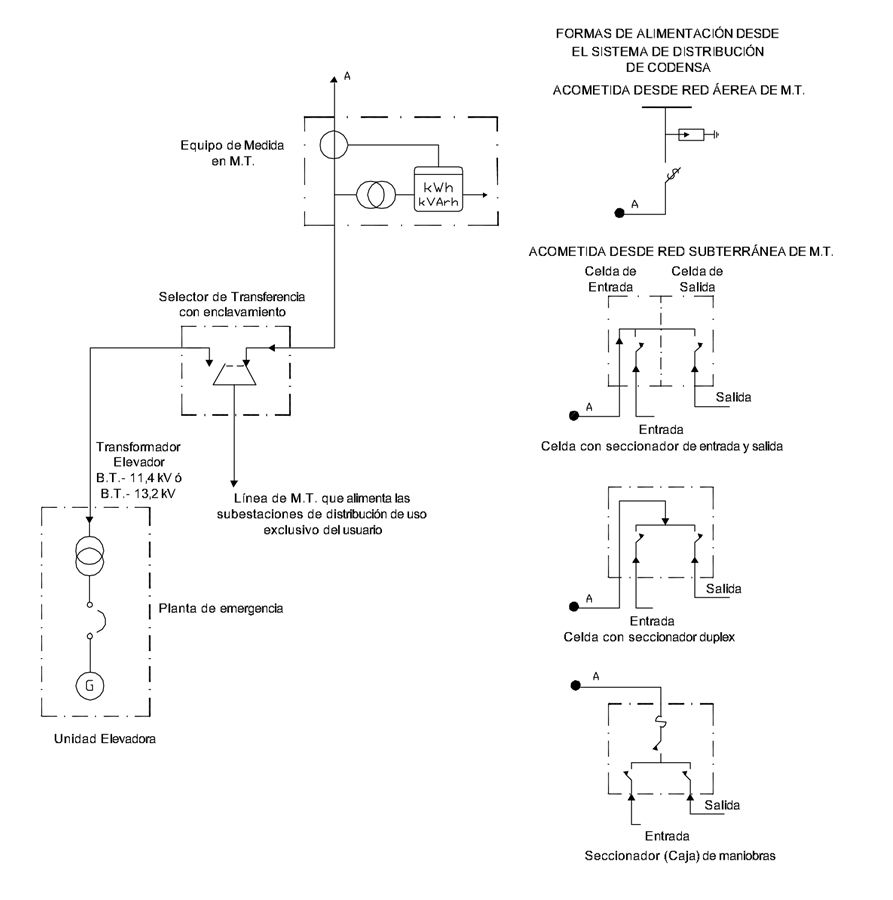 FORMAS DE ALIMENTACIÓN DESDE
EL SISTEMA DE DISTRIBUCIÓN
DE CODENSA
ACOMETIDA DESDE RED ÁEREA DE M.T.
A
A
Equipo de Medida
en M.T.
kWh
kVArh
ACOMETIDA DESDE RED SUBTERRÁNEA DE M.T.
Celda de
Entrada
Celda de
Salida
A
Salida
Entrada
Celda con seccionador de entrada y salida
Selector de Transferencia
con enclavamiento
Transformador
Elevador
B.T.- 11,4 kV ó
B.T.- 13,2 kV
Línea de M.T. que alimenta las
subestaciones de distribución de uso
exclusivo del usuario
Planta de emergencia
G
Unidad Elevadora
A
Salida
Entrada
Celda con seccionador duplex
A
Salida
Entrada
Seccionador (Caja) de maniobras